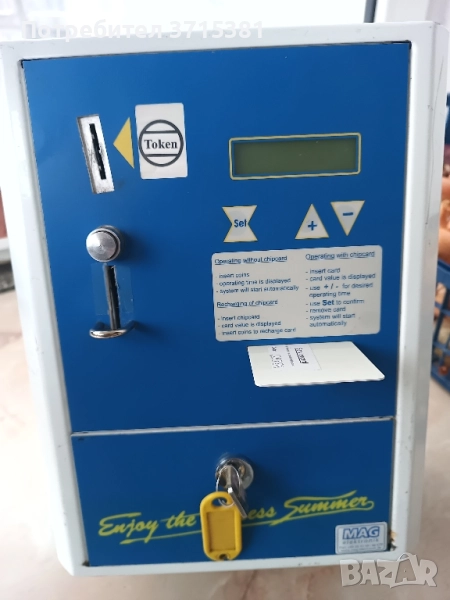 Потребител 3715381
Token
Set
+
−
Operating without chipcard
- insert coins
- operating time is displayed
- system will start automatically
Recharging of chipcard
- insert chipcard
- card value is displayed
- insert coins to recharge card
Operating with chipcard
- insert card
- card value is displayed
- use + / - for desired
operating time
- use Set to confirm
- remove card
- system will start
automatically
Enjoy the Summer
MAG
BAZAR